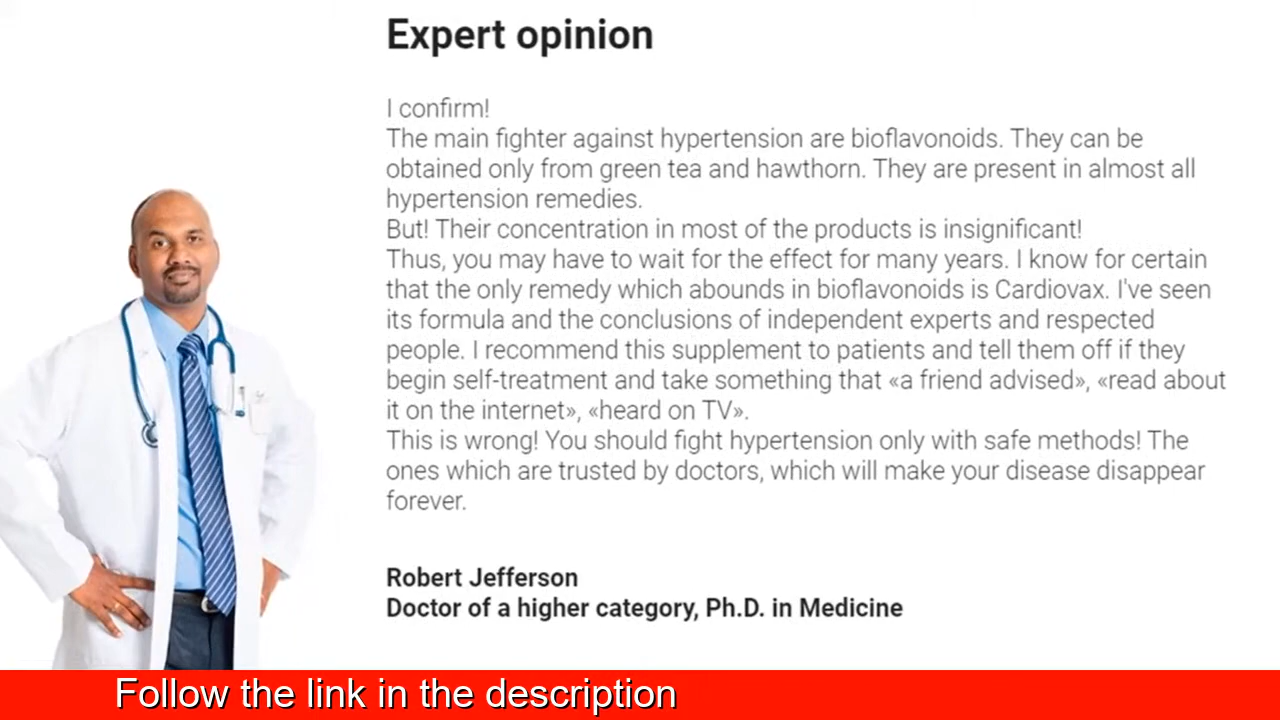 Expert opinion
I confirm!
The main fighter against hypertension are bioflavonoids. They can be
obtained only from green tea and hawthorn. They are present in almost all
hypertension remedies.
But! Their concentration in most of the products is insignificant!
Thus, you may have to wait for the effect for many years. I know for certain
that the only remedy which abounds in bioflavonoids is Cardiovax. I've seen
its formula and the conclusions of independent experts and respected
people. I recommend this supplement to patients and tell them off if they
begin self-treatment and take something that «a friend advised», «read about
it on the internet», «heard on TV».
This is wrong! You should fight hypertension only with safe methods! The
ones which are trusted by doctors, which will make your disease disappear
forever.
Robert Jefferson
Doctor of a higher category, Ph.D. in Medicine
Follow the link in the description